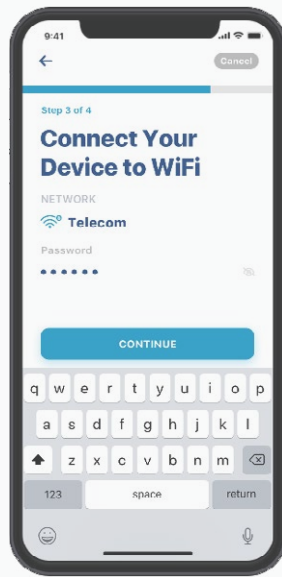 9:41
Cancel
Step 3 of 4
Connect Your
Device to WiFi
NETWORK
Telecom
Password
••••••
CONTINUE
q w e r t y u i o p
a s d f g h j k l
z x c v b n m
123 space return